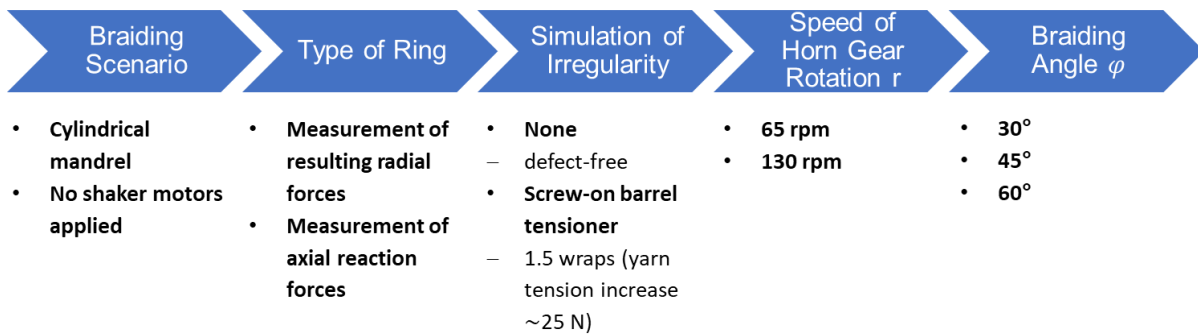 Braiding
Scenario
Type of Ring
Simulation of
Irregularity
Speed of
Horn Gear
Rotation r
Braiding
Angle φ
• Cylindrical
mandrel
• No shaker motors
applied
• Measurement of
resulting radial
forces
• Measurement of
axial reaction
forces
• None
– defect-free
• Screw-on barrel
tensioner
– 1.5 wraps (yarn
tension increase
~25 N)
• 65 rpm
• 130 rpm
• 30°
• 45°
• 60°